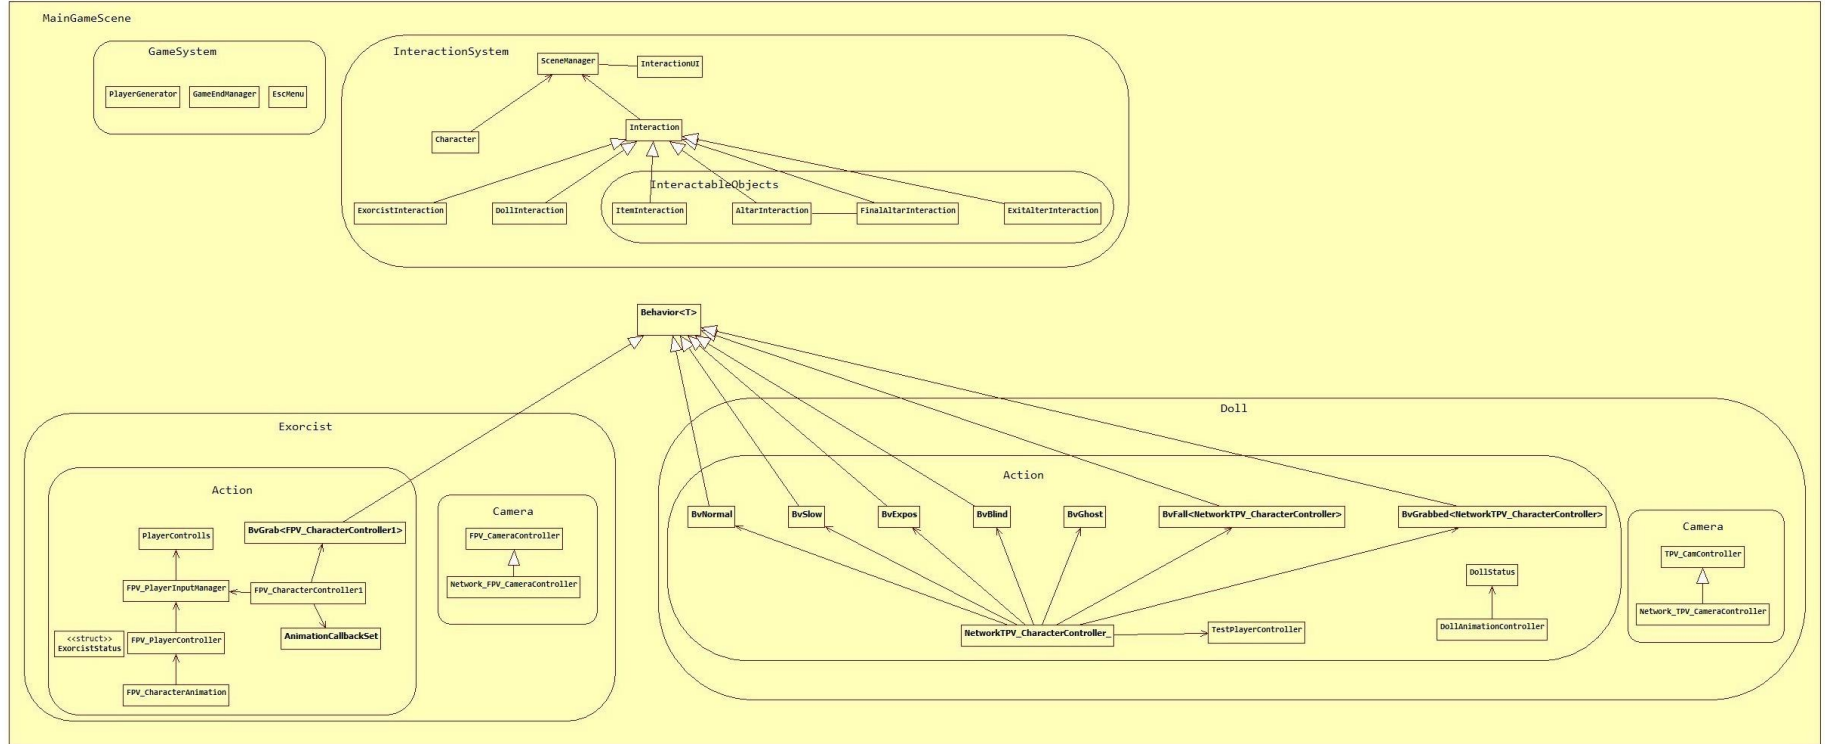 MainGameScene
GameSystem
PlayerGenerator
GameEndManager
EscMenu
InteractionSystem
SceneManager
InteractionUI
Character
Interaction
InteractableObjects
ExorcistInteraction
DollInteraction
ItemInteraction
AltarInteraction
FinalAltarInteraction
ExitAlterInteraction
Behavior<T>
Exorcist
Action
BvGrab<FPV_CharacterController1>
PlayerControlls
FPV_PlayerInputManager
FPV_CharacterController1
<<struct>>
ExorcistStatus
FPV_PlayerController
AnimationCallbackSet
FPV_CharacterAnimation
Camera
FPV_CameraController
Network_FPV_CameraController
Doll
Action
BvNormal
BvSlow
BvExpos
BvBlind
BvGhost
BvFall<NetworkTPV_CharacterController>
BvGrabbed<NetworkTPV_CharacterController>
DollStatus
NetworkTPV_CharacterController_
TestPlayerController
DollAnimationController
Camera
TPV_CamController
Network_TPV_CameraController